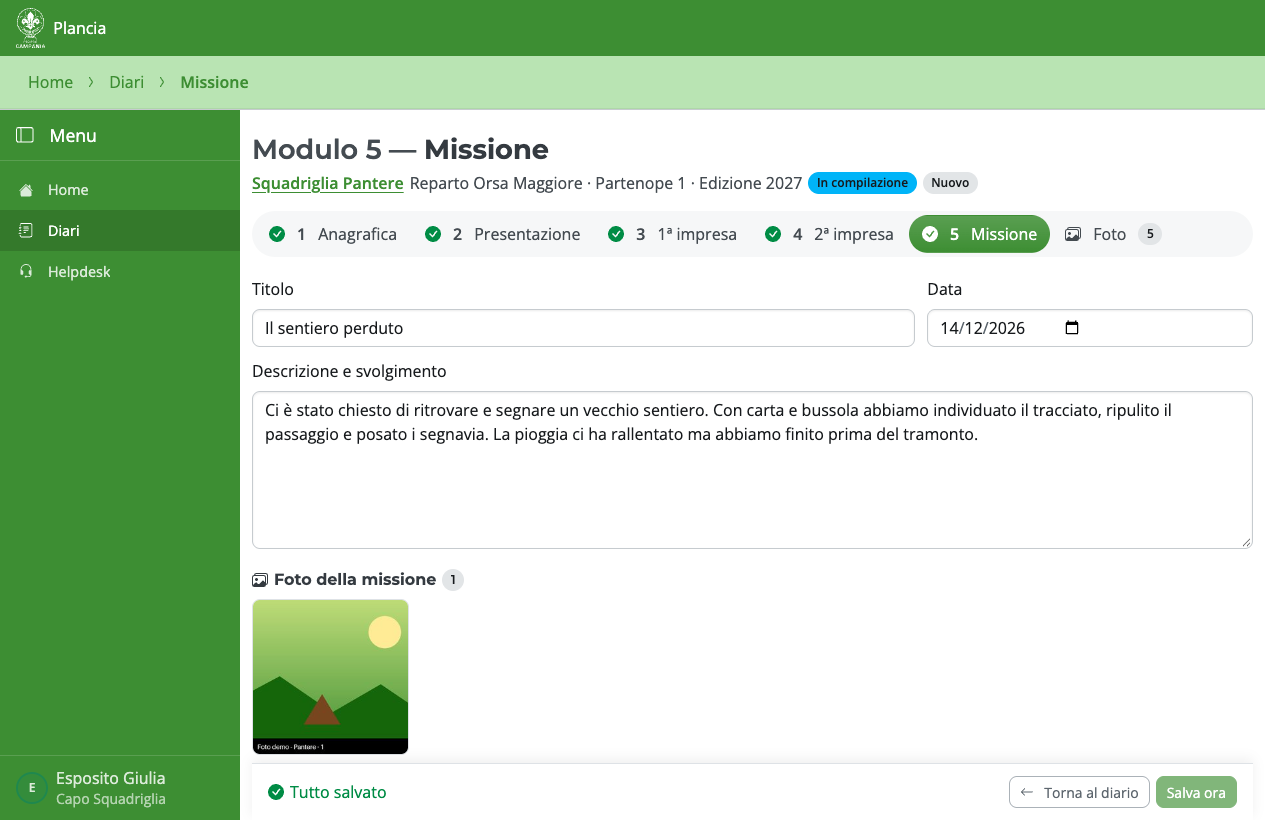 CAMPANIA
Plancia
Home > Diari > Missione
Menu
Home
Diari
Helpdesk
Esposito Giulia
E
Capo Squadriglia
Modulo 5 — Missione
Squadriglia Pantere Reparto Orsa Maggiore · Partenope 1 · Edizione 2027 In compilazione Nuovo
1 Anagrafica 2 Presentazione 3 1ª impresa 4 2ª impresa 5 Missione Foto 5
Titolo
Il sentiero perduto
Data
14/12/2026
Descrizione e svolgimento
Ci è stato chiesto di ritrovare e segnare un vecchio sentiero. Con carta e bussola abbiamo individuato il tracciato, ripulito il
passaggio e posato i segnavia. La pioggia ci ha rallentato ma abbiamo finito prima del tramonto.
Foto della missione 1
Foto demo - Pantere - 1
Tutto salvato
Torna al diario
Salva ora